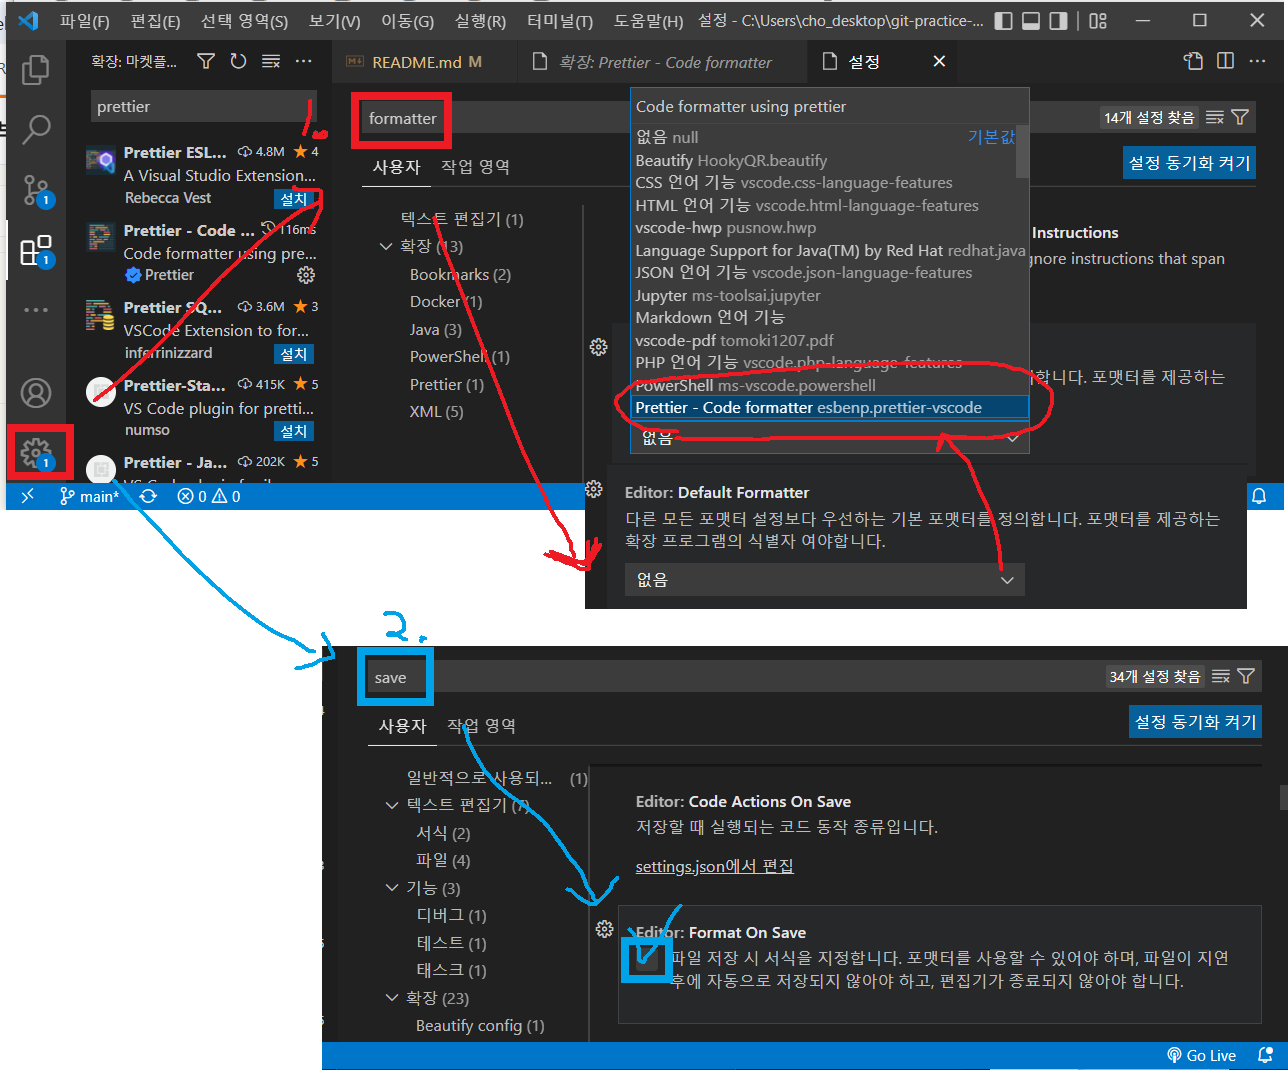 파일(F) 편집(E) 선택 영역(S) 보기(V) 이동(G) 실행(R) 터미널(T) 도움말(H) 설정 - C:\Users\cho_desktop\git-practice-...
확장: 마켓플...
README.md M
확장: Prettier - Code formatter
설정
prettier
1.
Prettier ESL... 4.8M 4
A Visual Studio Extension...
Rebecca Vest 설치
Prettier - Code ... 116ms
Code formatter using pre...
Prettier
Prettier SQ... 3.6M 3
VSCode Extension to for...
inferrinizzard 설치
Prettier-Sta... 415K 5
VS Code plugin for pretti...
numso 설치
Prettier - Ja... 202K 5
1
1
1
main* 0 0
formatter
14개 설정 찾음
사용자 작업 영역
설정 동기화 켜기
텍스트 편집기 (1)
확장 (13)
Bookmarks (2)
Docker (1)
Java (3)
PowerShell (1)
Prettier (1)
XML (5)
Code formatter using prettier
없음 null 기본값
Beautify HookyQR.beautify
CSS 언어 기능 vscode.css-language-features
HTML 언어 기능 vscode.html-language-features
vscode-hwp pusnow.hwp
Language Support for Java(TM) by Red Hat redhat.java
JSON 언어 기능 vscode.json-language-features
Jupyter ms-toolsai.jupyter
Markdown 언어 기능
vscode-pdf tomoki1207.pdf
PHP 언어 기능 vscode.php-language-features
PowerShell ms-vscode.powershell
Prettier - Code formatter esbenp.prettier-vscode
없음
Instructions
gnore instructions that span
합니다. 포맷터를 제공하는
Editor: Default Formatter
다른 모든 포맷터 설정보다 우선하는 기본 포맷터를 정의합니다. 포맷터를 제공하는
확장 프로그램의 식별자 여야합니다.
없음
2.
save
34개 설정 찾음
사용자 작업 영역
설정 동기화 켜기
일반적으로 사용되... (1)
텍스트 편집기 (7)
서식 (2)
파일 (4)
기능 (3)
디버그 (1)
테스트 (1)
태스크 (1)
확장 (23)
Beautify config (1)
Editor: Code Actions On Save
저장할 때 실행되는 코드 동작 종류입니다.
settings.json에서 편집
Editor: Format On Save
파일 저장 시 서식을 지정합니다. 포맷터를 사용할 수 있어야 하며, 파일이 지연
후에 자동으로 저장되지 않아야 하고, 편집기가 종료되지 않아야 합니다.
Go Live